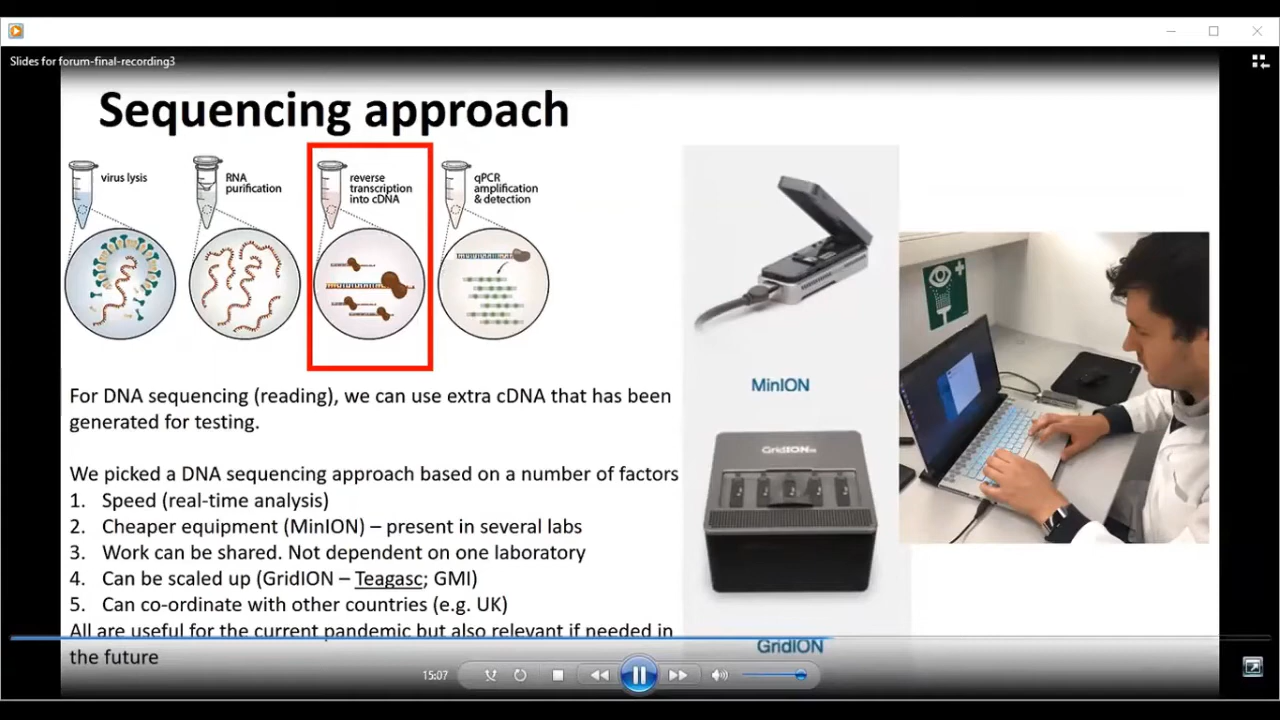 Slides for forum-final-recording3
Sequencing approach
virus lysis
RNA
purification
reverse
transcription
into cDNA
qPCR
amplification
& detection
For DNA sequencing (reading), we can use extra cDNA that has been
generated for testing.
We picked a DNA sequencing approach based on a number of factors
1. Speed (real-time analysis)
2. Cheaper equipment (MinION) – present in several labs
3. Work can be shared. Not dependent on one laboratory
4. Can be scaled up (GridION – Teagasc; GMI)
5. Can co-ordinate with other countries (e.g. UK)
All are useful for the current pandemic but also relevant if needed in
the future
MinION
GridION
GridION
15:07